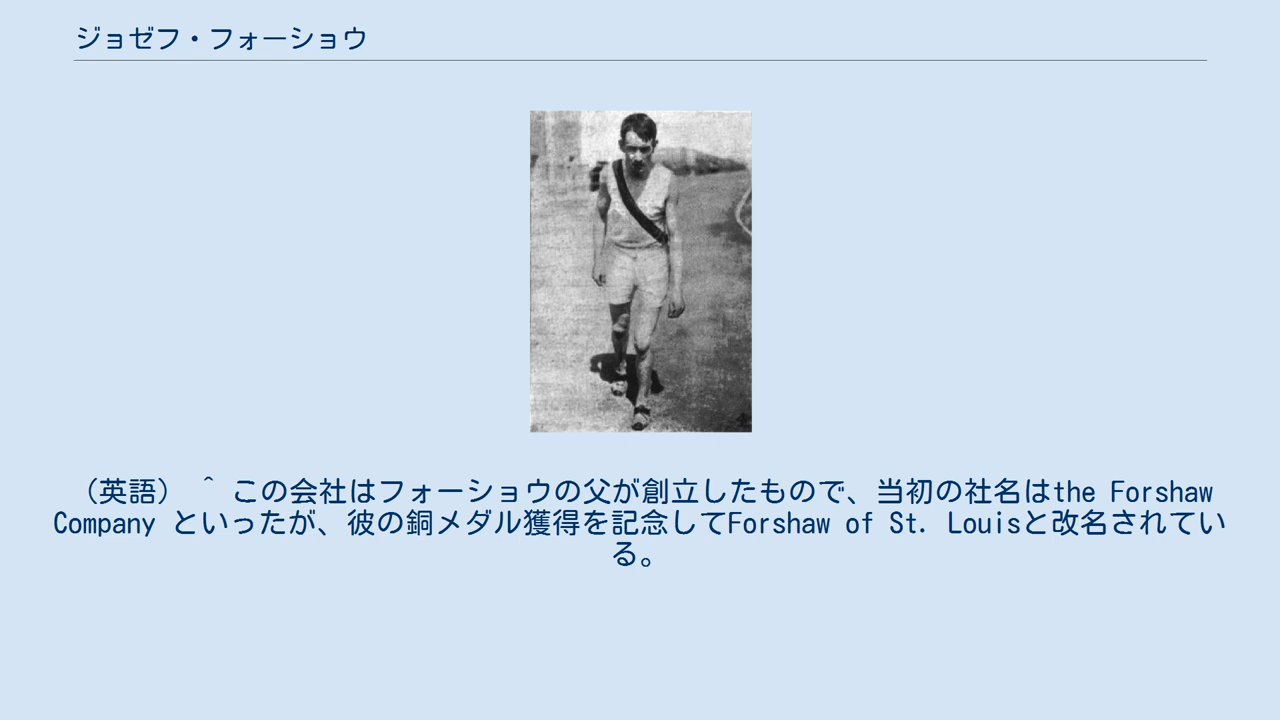 ジョゼフ・フォーショウ
（英語） ^ この会社はフォーショウの父が創立したもので、当初の社名はthe Forshaw
Company といったが、彼の銅メダル獲得を記念してForshaw of St. Louisと改名されてい
る。